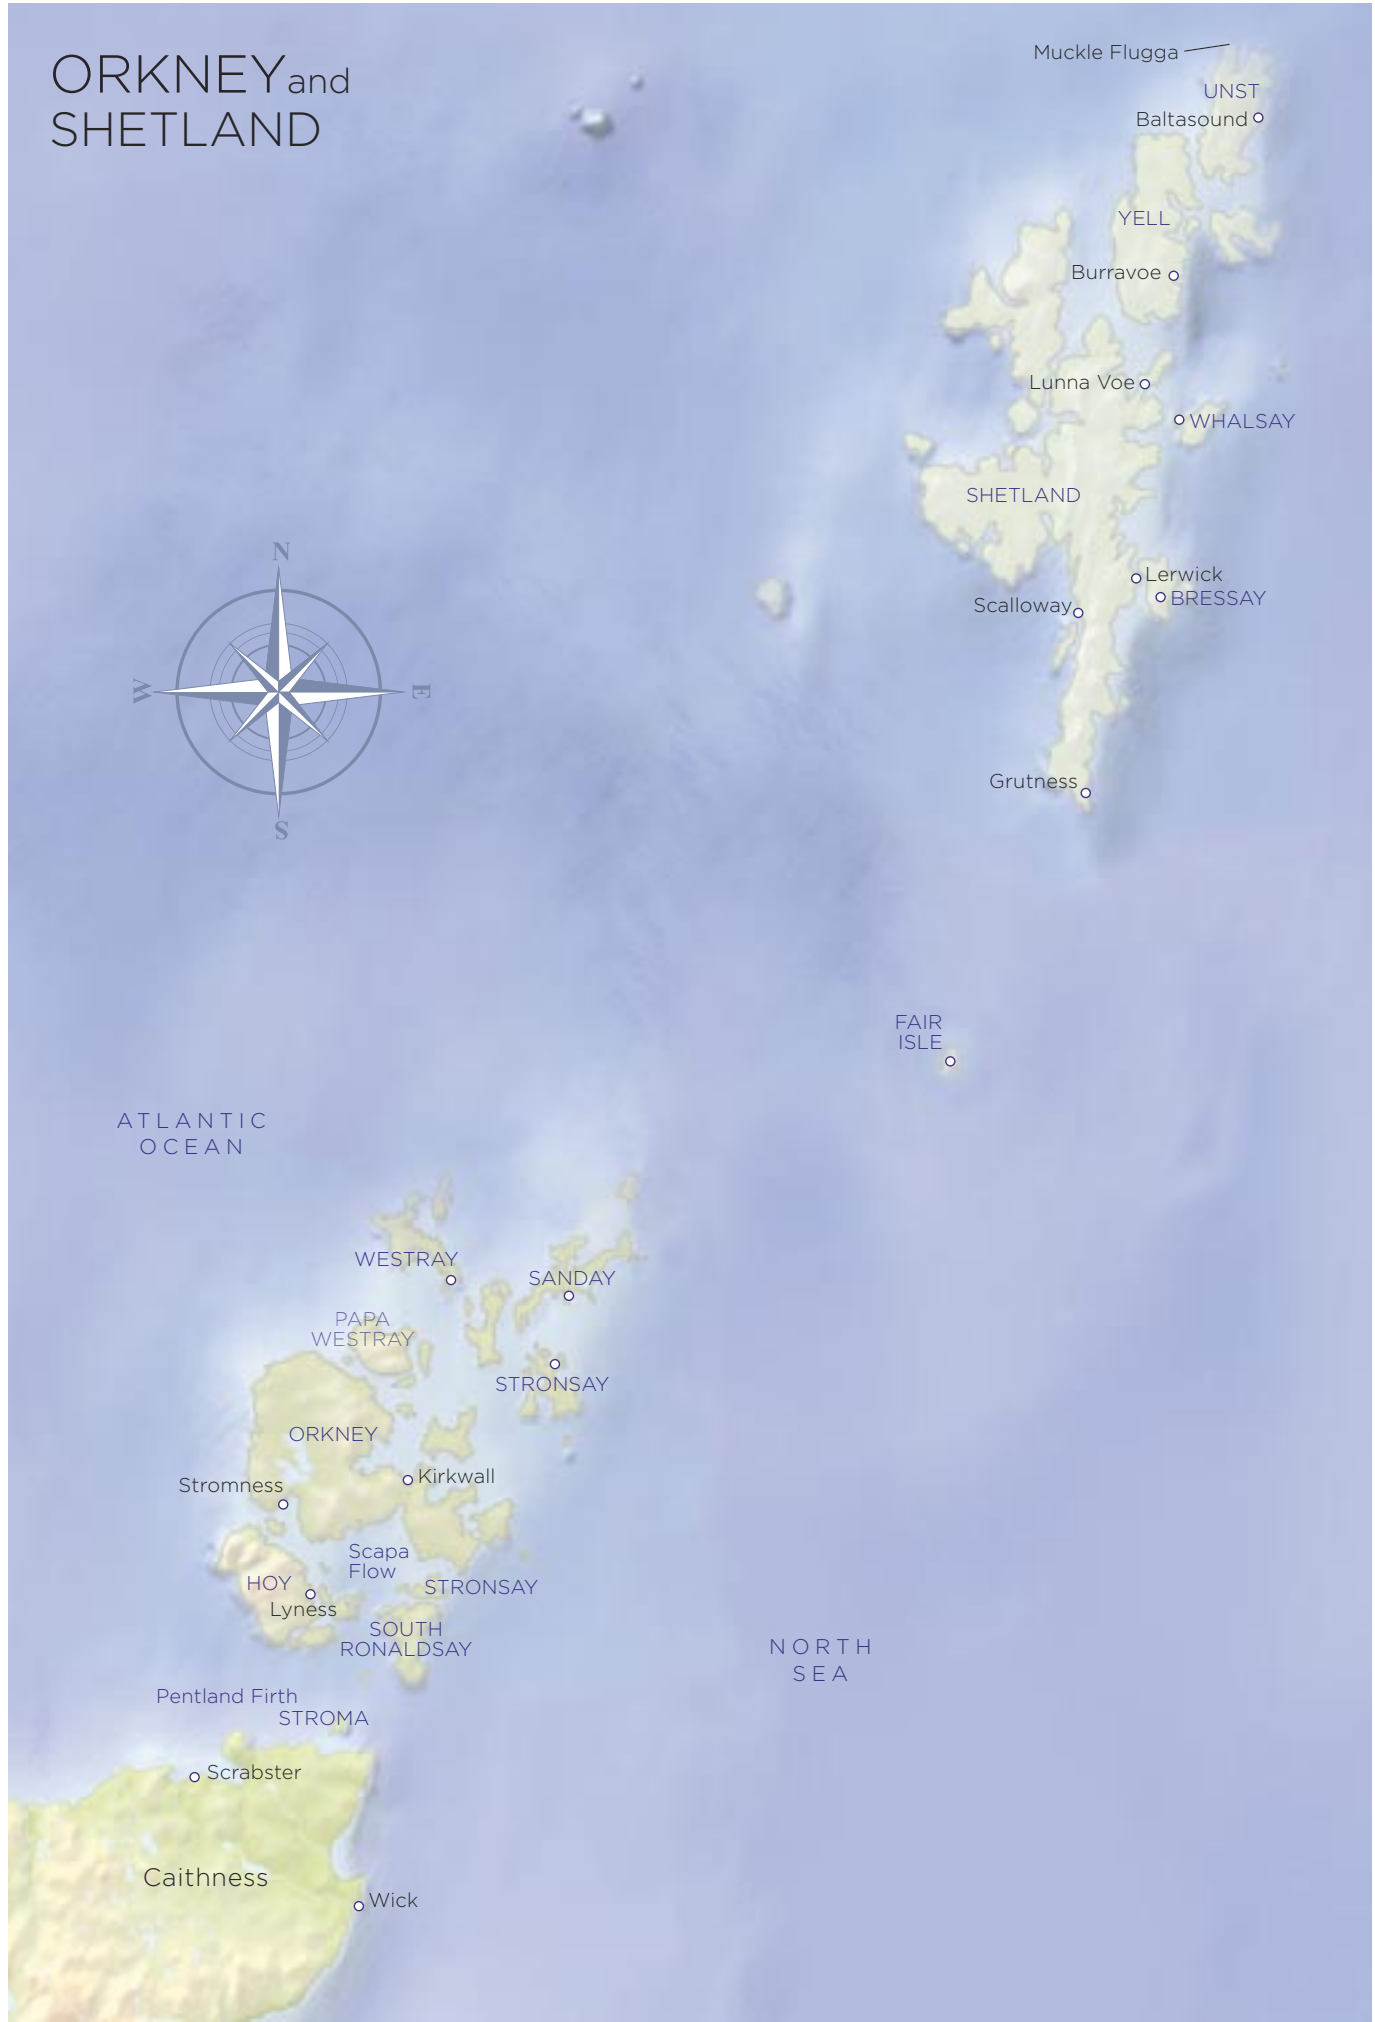 ORKNEY and
SHETLAND
Muckle Flugga
UNST
Baltasound
YELL
Burravoe
Lunna Voe
WHALSAY
SHETLAND
N
Lerwick
BRESSAY
Scalloway
W
E
Grutness
S
FAIR
ISLE
ATLANTIC
OCEAN
WESTRAY
SANDAY
PAPA
WESTRAY
STRONSAY
ORKNEY
Kirkwall
Stromness
Scapa
Flow
HOY
STRONSAY
Lyness
SOUTH
RONALDSAY
NORTH
SEA
Pentland Firth
STROMA
Scrabster
Caithness
Wick